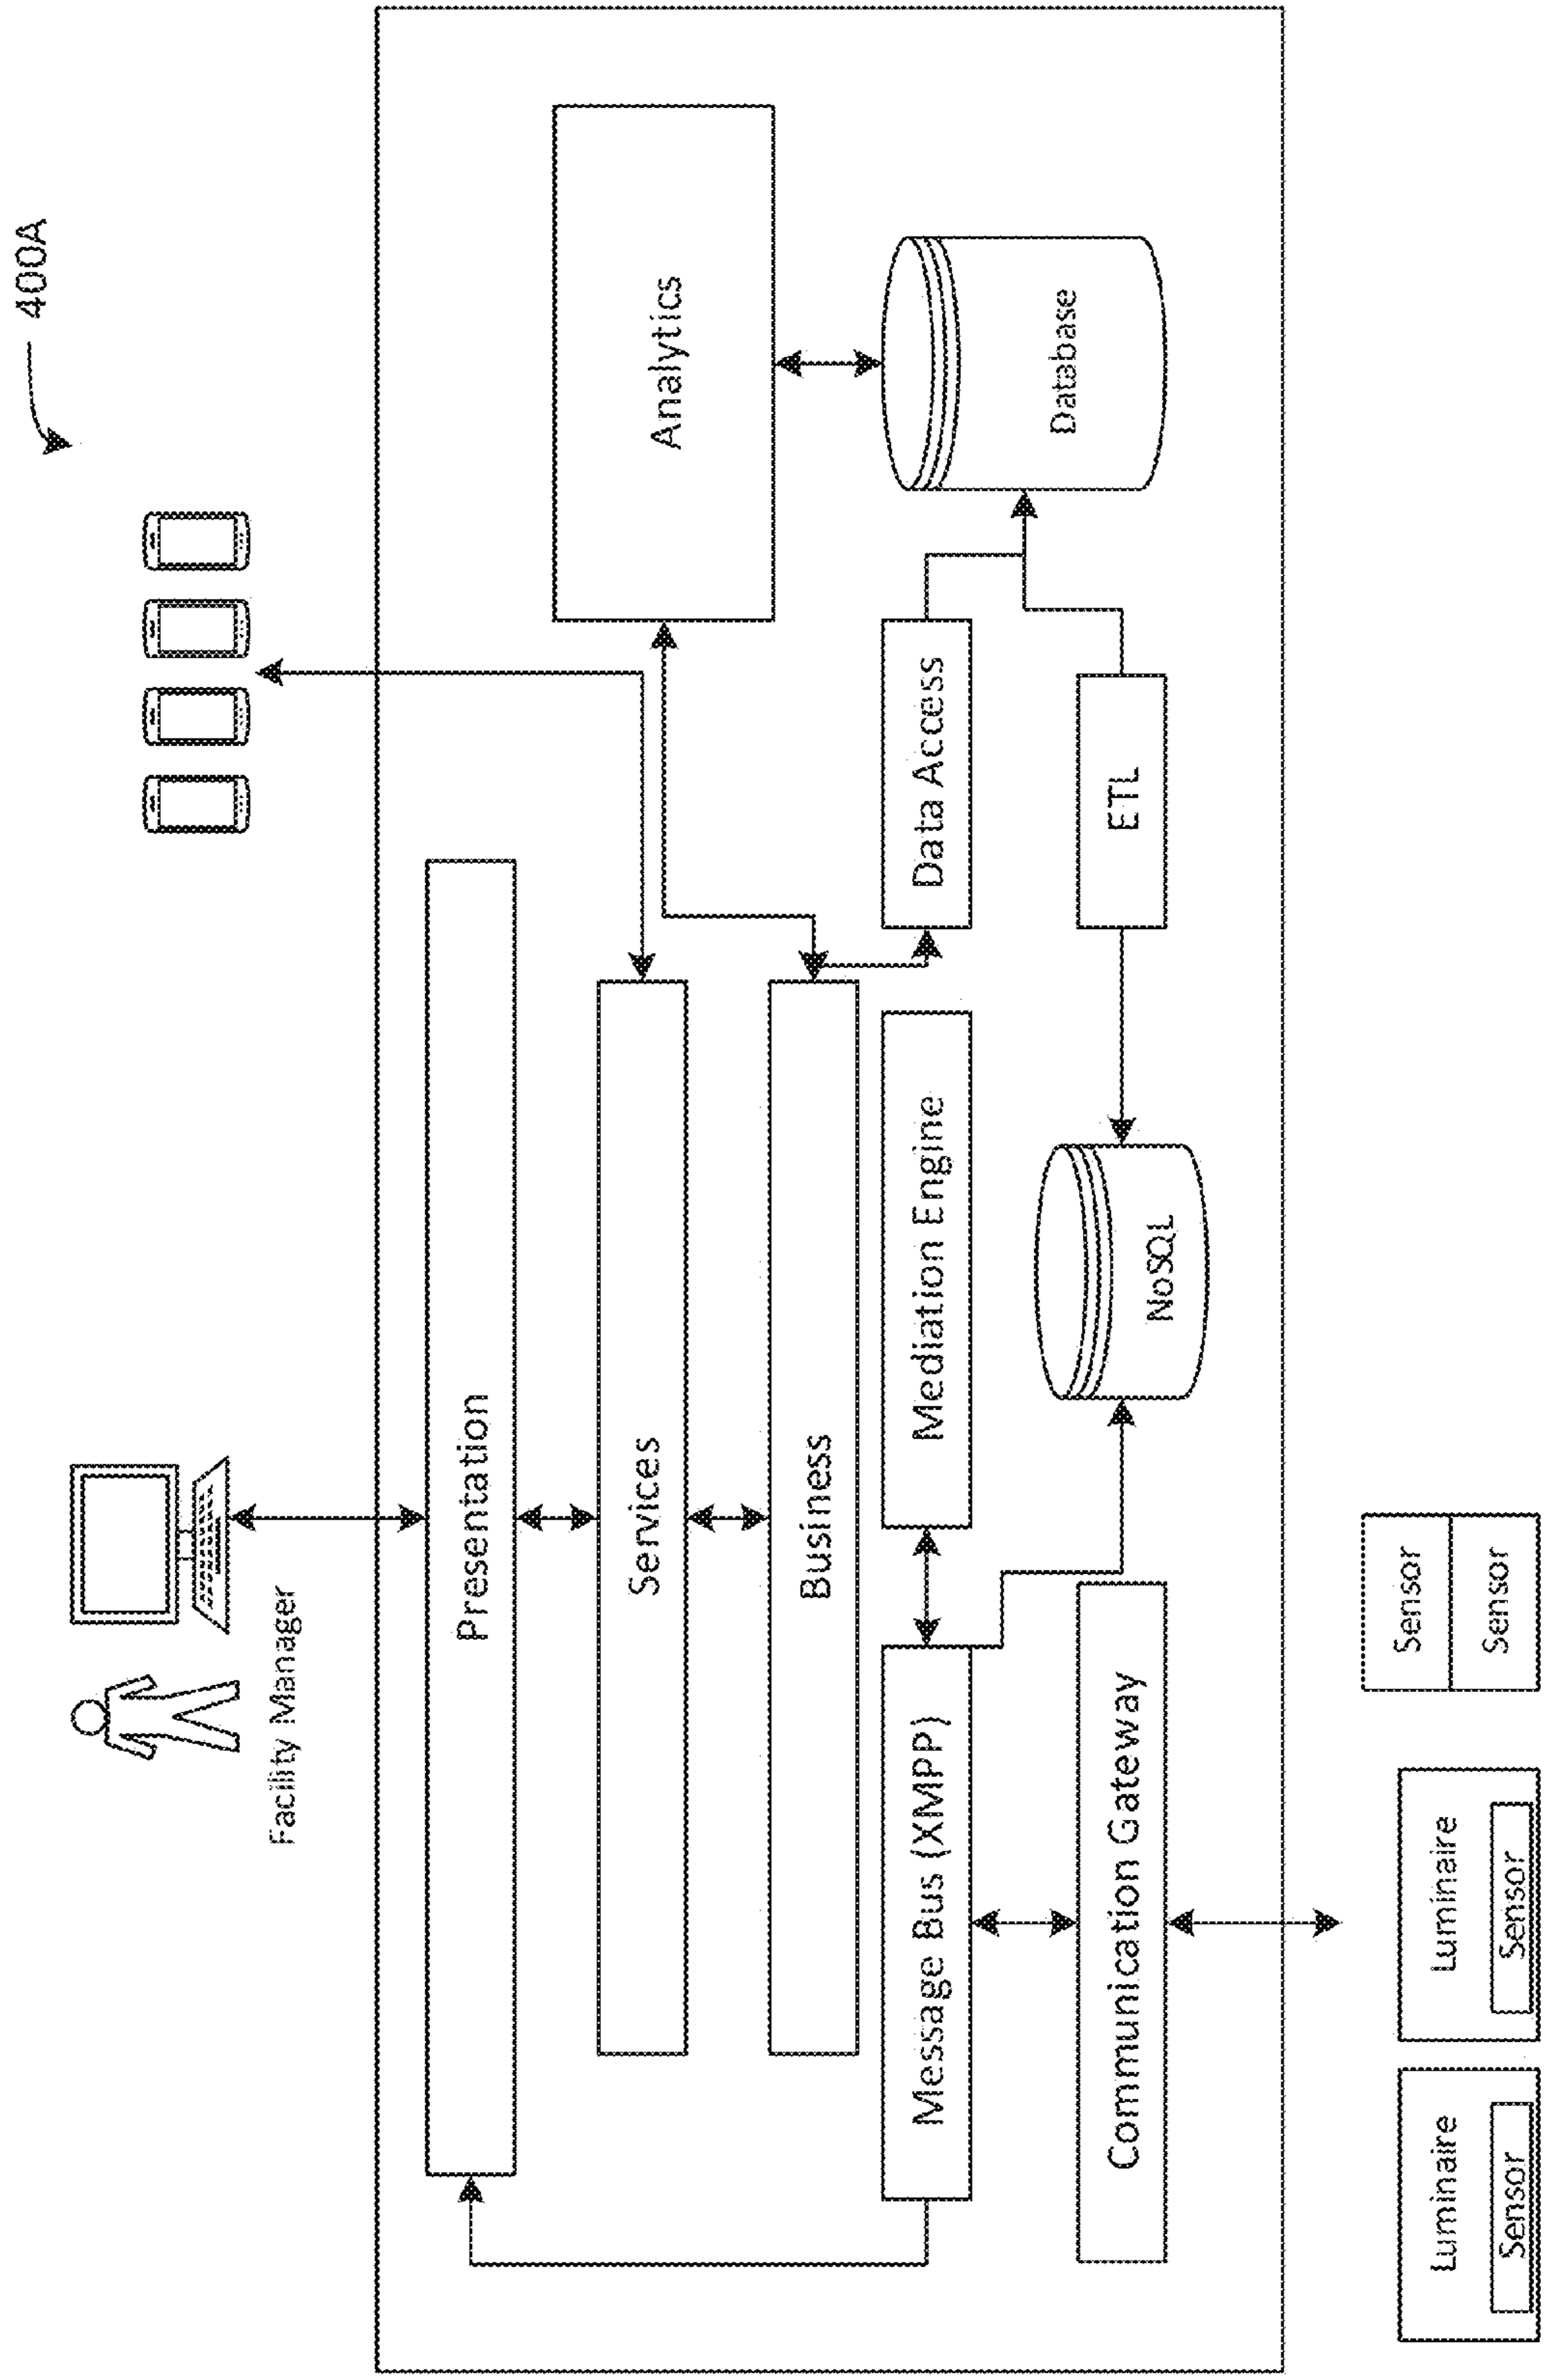 400A
Facility Manager
Presentation
Services
Analytics
Business
Message Bus (XMPP)
Mediation Engine
Data Access
Database
Communication Gateway
NoSQL
ETL
Luminaire
Sensor
Luminaire
Sensor
Sensor
Sensor